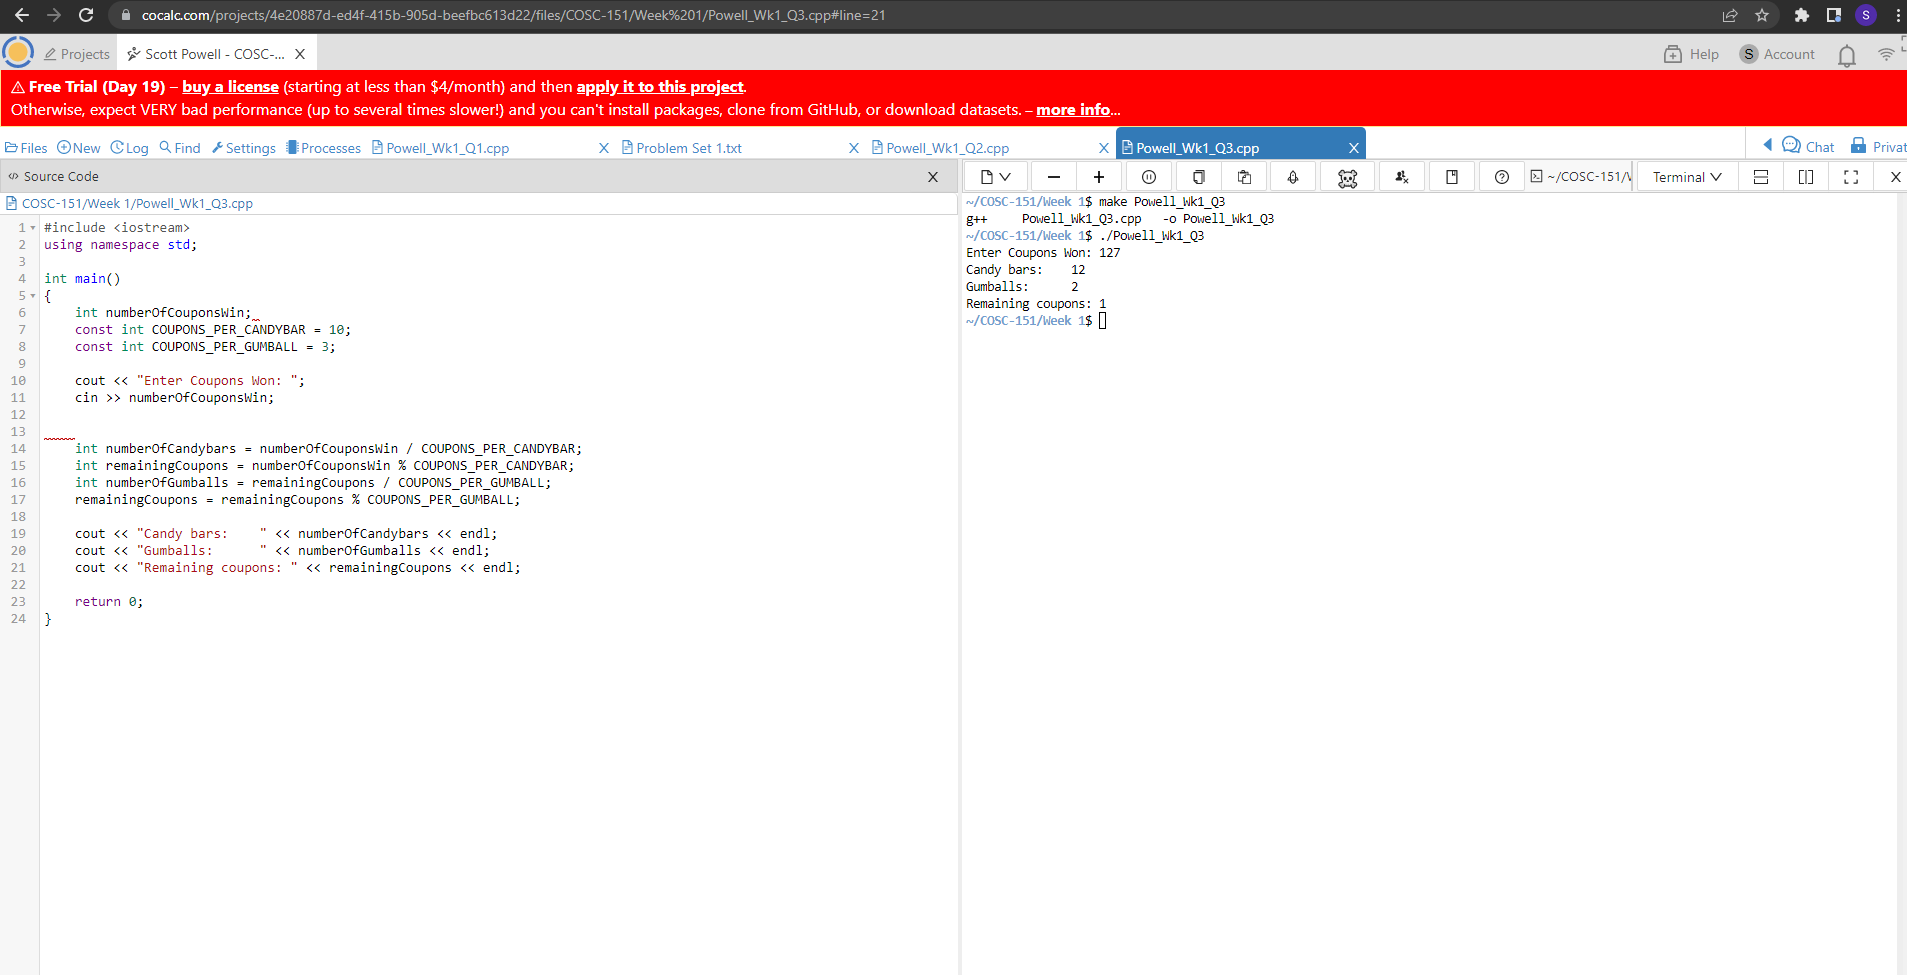 cocalc.com/projects/4e20887d-ed4f-415b-905d-beefbc613d22/files/COSC-151/Week%201/Powell_Wk1_Q3.cpp#line=21
S
Projects
Scott Powell - COSC-... X
Help
S Account
Free Trial (Day 19) – buy a license (starting at less than $4/month) and then apply it to this project.
Otherwise, expect VERY bad performance (up to several times slower!) and you can't install packages, clone from GitHub, or download datasets. – more info...
Files New Log Find Settings Processes Powell_Wk1_Q1.cpp X Problem Set 1.txt X Powell_Wk1_Q2.cpp X Powell_Wk1_Q3.cpp X Chat Privat
Source Code X
COSC-151/Week 1/Powell_Wk1_Q3.cpp
1 #include <iostream>
2 using namespace std;
3
4 int main()
5 {
6     int numberOfCouponsWin;
7     const int COUPONS_PER_CANDYBAR = 10;
8     const int COUPONS_PER_GUMBALL = 3;
9
10     cout << "Enter Coupons Won: ";
11     cin >> numberOfCouponsWin;
12
13
14     int numberOfCandybars = numberOfCouponsWin / COUPONS_PER_CANDYBAR;
15     int remainingCoupons = numberOfCouponsWin % COUPONS_PER_CANDYBAR;
16     int numberOfGumballs = remainingCoupons / COUPONS_PER_GUMBALL;
17     remainingCoupons = remainingCoupons % COUPONS_PER_GUMBALL;
18
19     cout << "Candy bars:    " << numberOfCandybars << endl;
20     cout << "Gumballs:      " << numberOfGumballs << endl;
21     cout << "Remaining coupons: " << remainingCoupons << endl;
22
23     return 0;
24 }
~/COSC-151/\ Terminal X
~/COSC-151/Week 1$ make Powell_Wk1_Q3
g++     Powell_Wk1_Q3.cpp   -o Powell_Wk1_Q3
~/COSC-151/Week 1$ ./Powell_Wk1_Q3
Enter Coupons Won: 127
Candy bars:    12
Gumballs:      2
Remaining coupons: 1
~/COSC-151/Week 1$